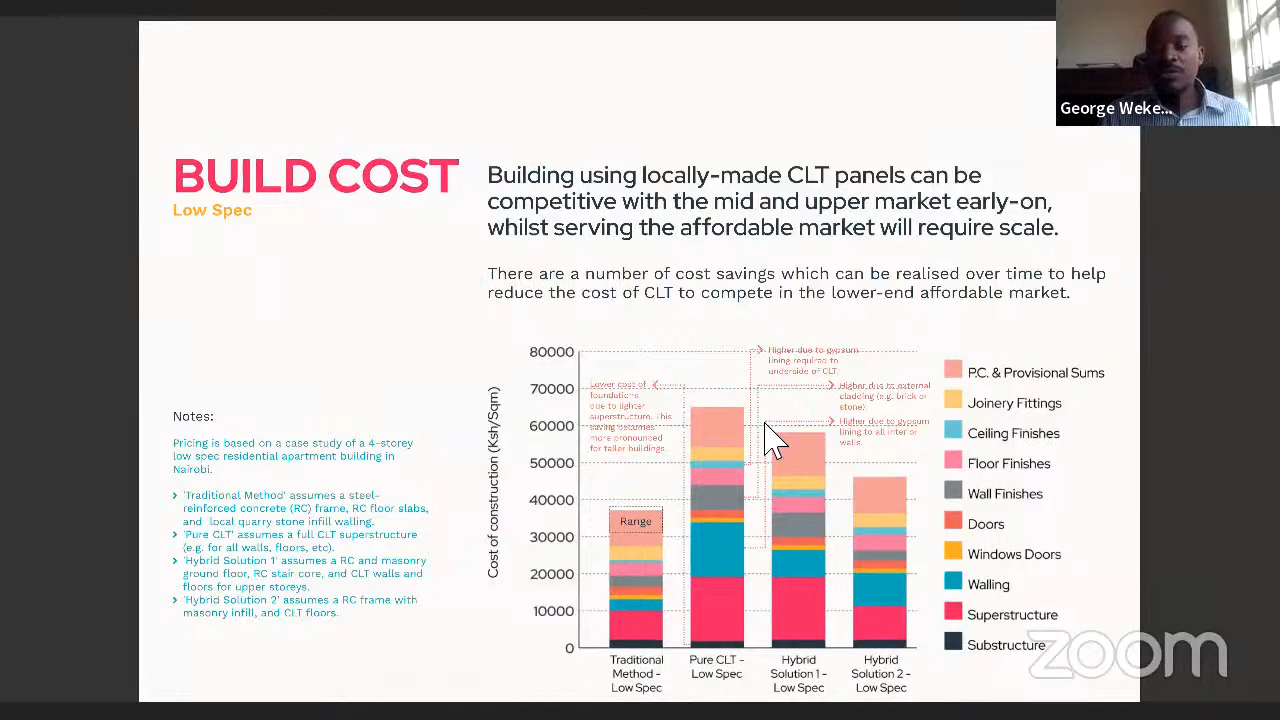 George Weke...
BUILD COST
Low Spec
Building using locally-made CLT panels can be
competitive with the mid and upper market early-on,
whilst serving the affordable market will require scale.
There are a number of cost savings which can be realised over time to help
reduce the cost of CLT to compete in the lower-end affordable market.
Notes:
Pricing is based on a case study of a 4-storey
low spec residential apartment building in
Nairobi.
'Traditional Method' assumes a steel-
reinforced concrete (RC) frame, RC floor slabs,
and local quarry stone infill walling.
'Pure CLT' assumes a full CLT superstructure
(e.g. for all walls, floors, etc).
'Hybrid Solution 1' assumes a RC and masonry
ground floor, RC stair core, and CLT walls and
floors for upper storeys.
'Hybrid Solution 2' assumes a RC frame with
masonry infill, and CLT floors.
Cost of construction (Ksh/Sqm)
80000
70000
60000
50000
40000
30000
20000
10000
0
Lower cost of
foundations
due to lighter
superstructure. This
saving becomes
more pronounced
for taller buildings.
Higher due to gypsum
lining required to
underside of CLT.
Higher due to external
cladding (e.g. brick or
stone).
Higher due to gypsum
lining to all interior
walls.
Range
Traditional
Method -
Low Spec
Pure CLT -
Low Spec
Hybrid
Solution 1 -
Low Spec
Hybrid
Solution 2 -
Low Spec
P.C. & Provisional Sums
Joinery Fittings
Ceiling Finishes
Floor Finishes
Wall Finishes
Doors
Windows Doors
Walling
Superstructure
Substructure
zoom